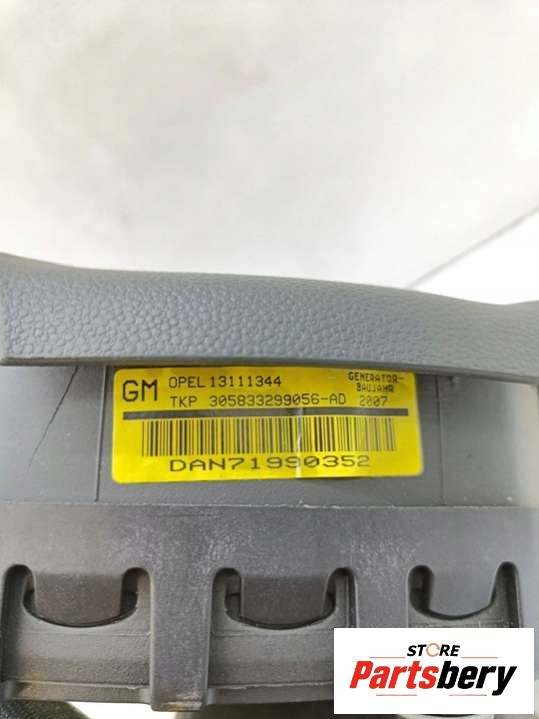 GM OPEL 13111344 GENERATOR-
BAUJAHR
TKP 305833299056-AD 2007
DAN71990352
STORE
Partsbery